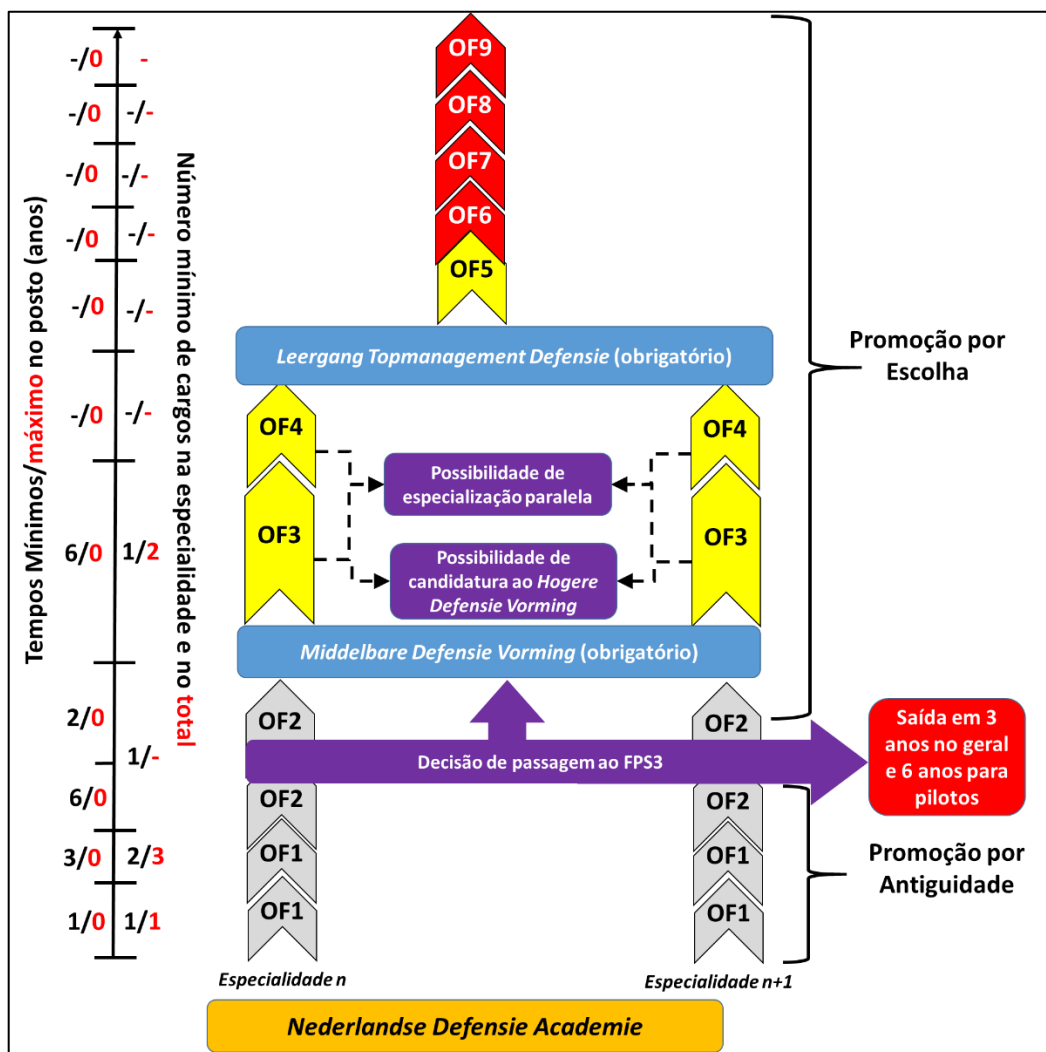 Tempos Mínimos/máximo no posto (anos)
Número mínimo de cargos na especialidade e no total
-/0 -
-/0 -/-
-/0 -/-
-/0 -/-
-/0 -/-
-/0 -/-
6/0 1/2
2/0
1/-
6/0
3/0 2/3
1/0 1/1
OF9
OF8
OF7
OF6
OF5
Leergang Topmanagement Defensie (obrigatório)
OF4
OF4
Possibilidade de
especialização paralela
OF3
OF3
Possibilidade de
candidatura ao Hogere
Defensie Vorming
Middelbare Defensie Vorming (obrigatório)
OF2
OF2
Decisão de passagem ao FPS3
Saída em 3
anos no geral
e 6 anos para
pilotos
OF2
OF2
OF1
OF1
OF1
OF1
Promoção por
Escolha
Promoção por
Antiguidade
Especialidade n
Especialidade n+1
Nederlandse Defensie Academie